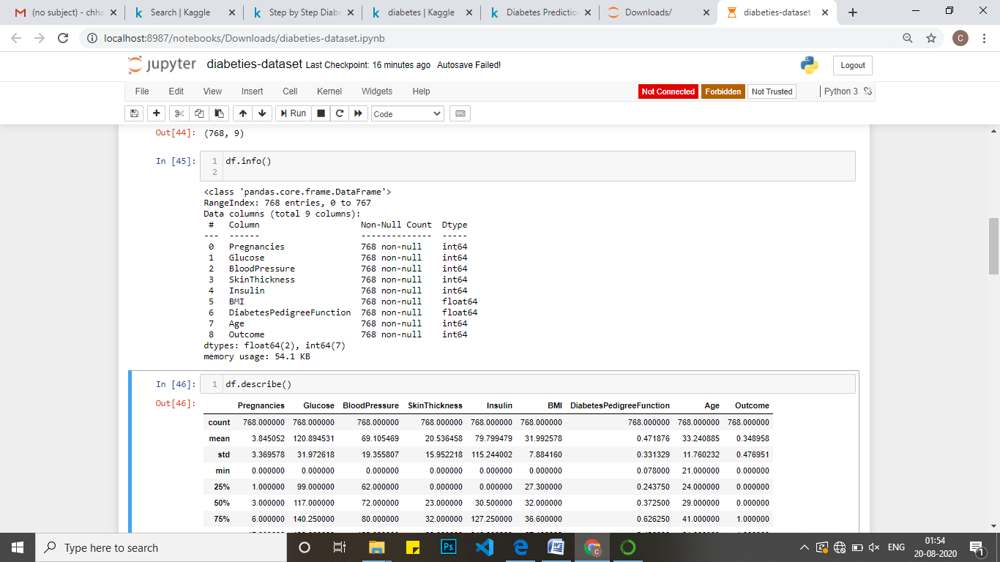 (no subject) - chha
Search | Kaggle
Step by Step Diabe
diabetes | Kaggle
Diabetes Predictio
Downloads/
diabeties-dataset -
localhost:8987/notebooks/Downloads/diabeties-dataset.ipynb
C
jupyter diabeties-dataset Last Checkpoint: 16 minutes ago Autosave Failed!
Logout
File Edit View Insert Cell Kernel Widgets Help
Not Connected Forbidden Not Trusted Python 3
Run Code
Out[44]: (768, 9)
In [45]: 1 df.info()
2
<class 'pandas.core.frame.DataFrame'>
RangeIndex: 768 entries, 0 to 767
Data columns (total 9 columns):
# Column Non-Null Count Dtype
--- ------ -------------- -----
0 Pregnancies 768 non-null int64
1 Glucose 768 non-null int64
2 BloodPressure 768 non-null int64
3 SkinThickness 768 non-null int64
4 Insulin 768 non-null int64
5 BMI 768 non-null float64
6 DiabetesPedigreeFunction 768 non-null float64
7 Age 768 non-null int64
8 Outcome 768 non-null int64
dtypes: float64(2), int64(7)
memory usage: 54.1 KB
In [46]: 1 df.describe()
Out[46]:
Pregnancies Glucose BloodPressure SkinThickness Insulin BMI DiabetesPedigreeFunction Age Outcome
count 768.000000 768.000000 768.000000 768.000000 768.000000 768.000000 768.000000 768.000000 768.000000
mean 3.845052 120.894531 69.105469 20.536458 79.799479 31.992578 0.471876 33.240885 0.348958
std 3.369578 31.972618 19.355807 15.952218 115.244002 7.884160 0.331329 11.760232 0.476951
min 0.000000 0.000000 0.000000 0.000000 0.000000 0.000000 0.078000 21.000000 0.000000
25% 1.000000 99.000000 62.000000 0.000000 0.000000 27.300000 0.243750 24.000000 0.000000
50% 3.000000 117.000000 72.000000 23.000000 30.500000 32.000000 0.372500 29.000000 0.000000
75% 6.000000 140.250000 80.000000 32.000000 127.250000 36.600000 0.626250 41.000000 1.000000
Type here to search
Ps
C
ENG
01:54
20-08-2020
1